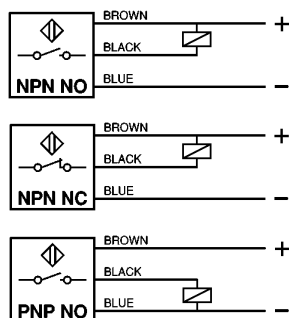 BROWN +
BLACK
BLUE −
NPN NO
BROWN +
BLACK
BLUE −
NPN NC
BROWN +
BLACK
BLUE −
PNP NO